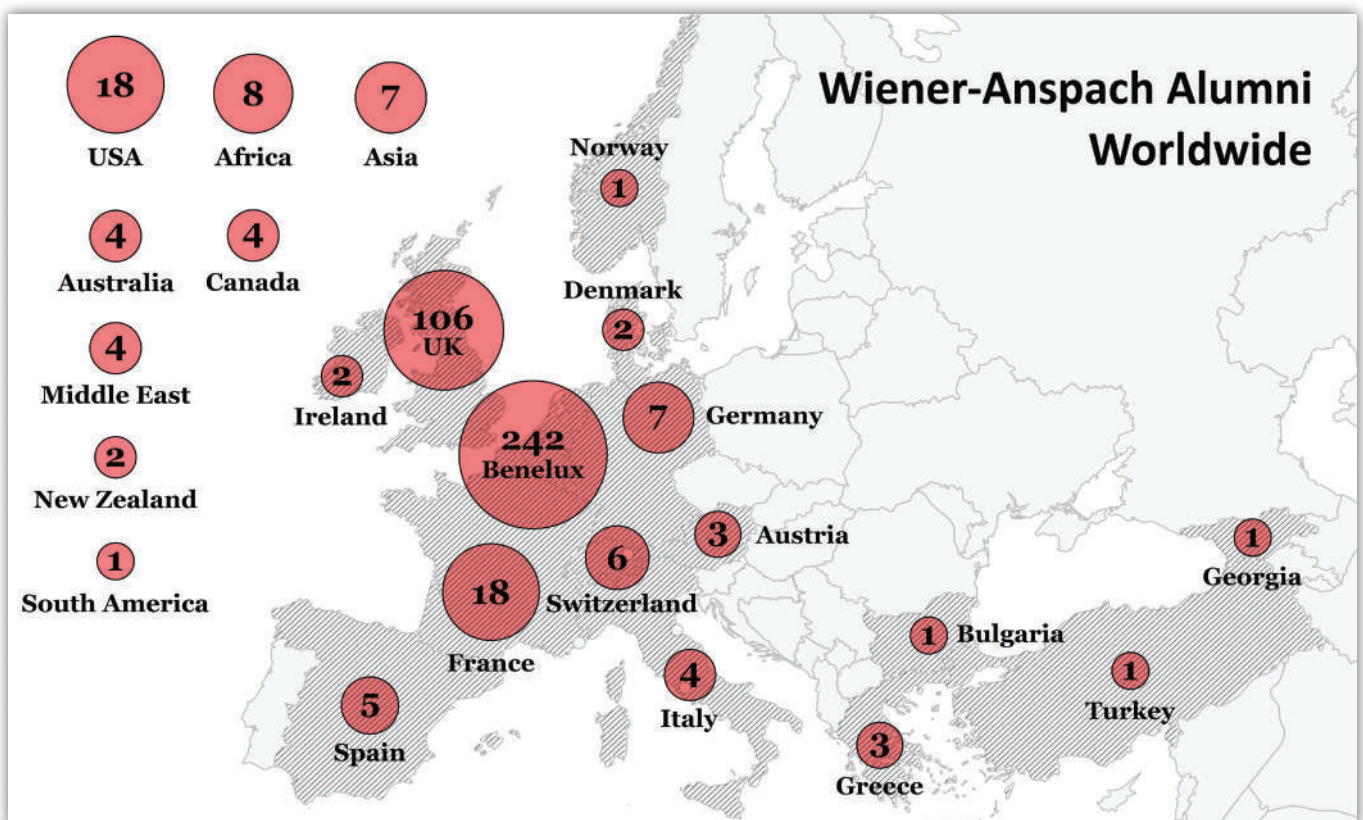 Wiener-Anspach Alumni
Worldwide
18
USA
8
Africa
7
Asia
4
Australia
4
Canada
4
Middle East
2
New Zealand
1
South America
Norway
1
Denmark
2
106
UK
2
Ireland
242
Benelux
7
Germany
3
Austria
6
Switzerland
18
France
5
Spain
4
Italy
1
Bulgaria
3
Greece
1
Turkey
1
Georgia